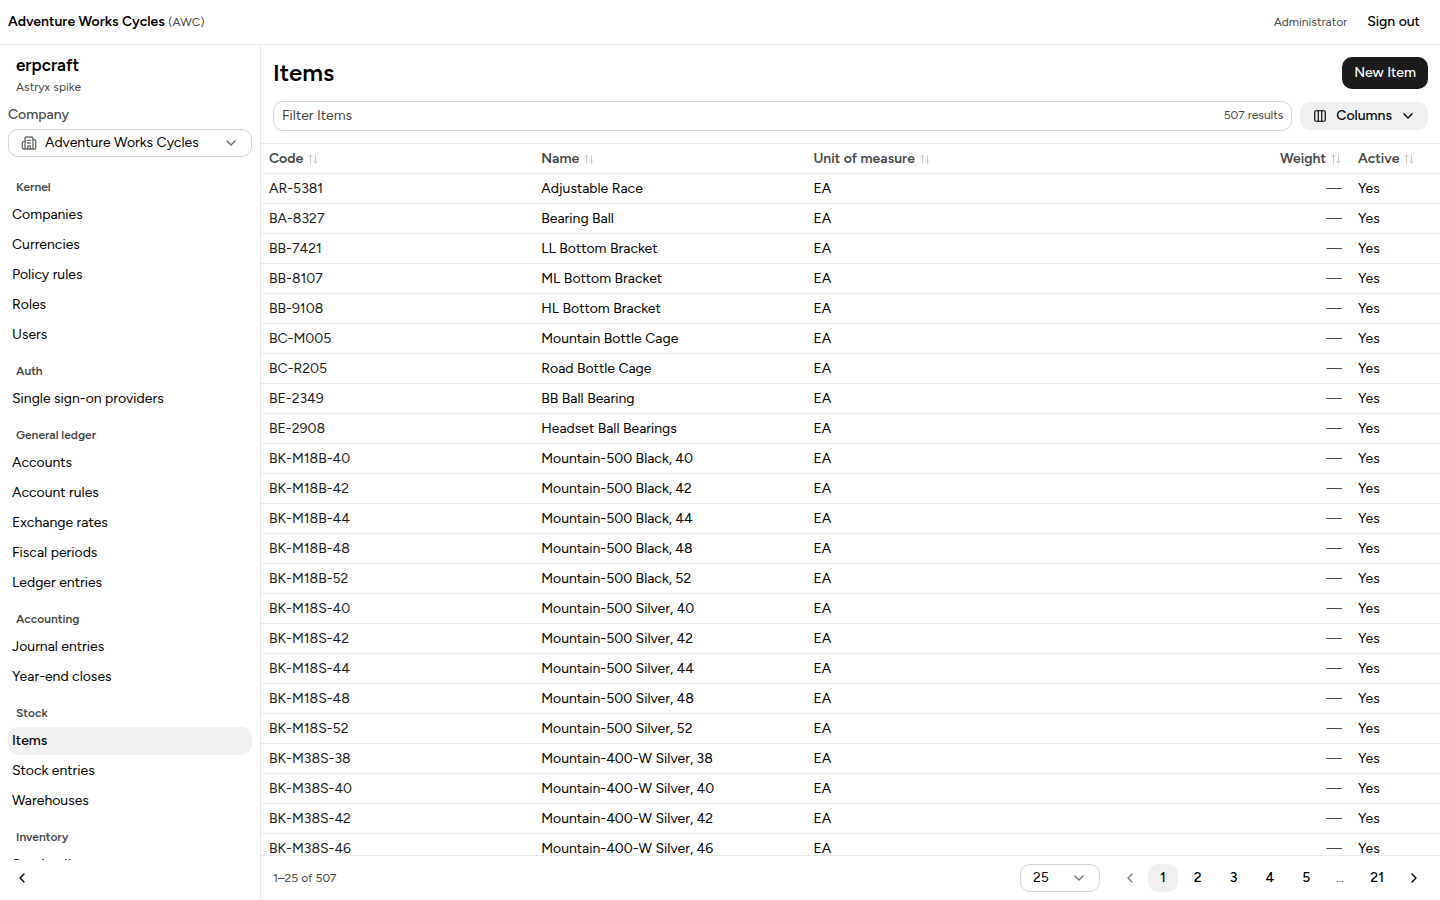 Adventure Works Cycles (AWC)
Administrator
Sign out
erpcraft
Astryx spike
Company
Adventure Works Cycles
Kernel
Companies
Currencies
Policy rules
Roles
Users
Auth
Single sign-on providers
General ledger
Accounts
Account rules
Exchange rates
Fiscal periods
Ledger entries
Accounting
Journal entries
Year-end closes
Stock
Items
Stock entries
Warehouses
Inventory
Items
New Item
Filter Items
507 results
Columns
Code Name Unit of measure Weight Active
AR-5381 Adjustable Race EA — Yes
BA-8327 Bearing Ball EA — Yes
BB-7421 LL Bottom Bracket EA — Yes
BB-8107 ML Bottom Bracket EA — Yes
BB-9108 HL Bottom Bracket EA — Yes
BC-M005 Mountain Bottle Cage EA — Yes
BC-R205 Road Bottle Cage EA — Yes
BE-2349 BB Ball Bearing EA — Yes
BE-2908 Headset Ball Bearings EA — Yes
BK-M18B-40 Mountain-500 Black, 40 EA — Yes
BK-M18B-42 Mountain-500 Black, 42 EA — Yes
BK-M18B-44 Mountain-500 Black, 44 EA — Yes
BK-M18B-48 Mountain-500 Black, 48 EA — Yes
BK-M18B-52 Mountain-500 Black, 52 EA — Yes
BK-M18S-40 Mountain-500 Silver, 40 EA — Yes
BK-M18S-42 Mountain-500 Silver, 42 EA — Yes
BK-M18S-44 Mountain-500 Silver, 44 EA — Yes
BK-M18S-48 Mountain-500 Silver, 48 EA — Yes
BK-M18S-52 Mountain-500 Silver, 52 EA — Yes
BK-M38S-38 Mountain-400-W Silver, 38 EA — Yes
BK-M38S-40 Mountain-400-W Silver, 40 EA — Yes
BK-M38S-42 Mountain-400-W Silver, 42 EA — Yes
BK-M38S-46 Mountain-400-W Silver, 46 EA — Yes
1–25 of 507
25
1 2 3 4 5 ... 21